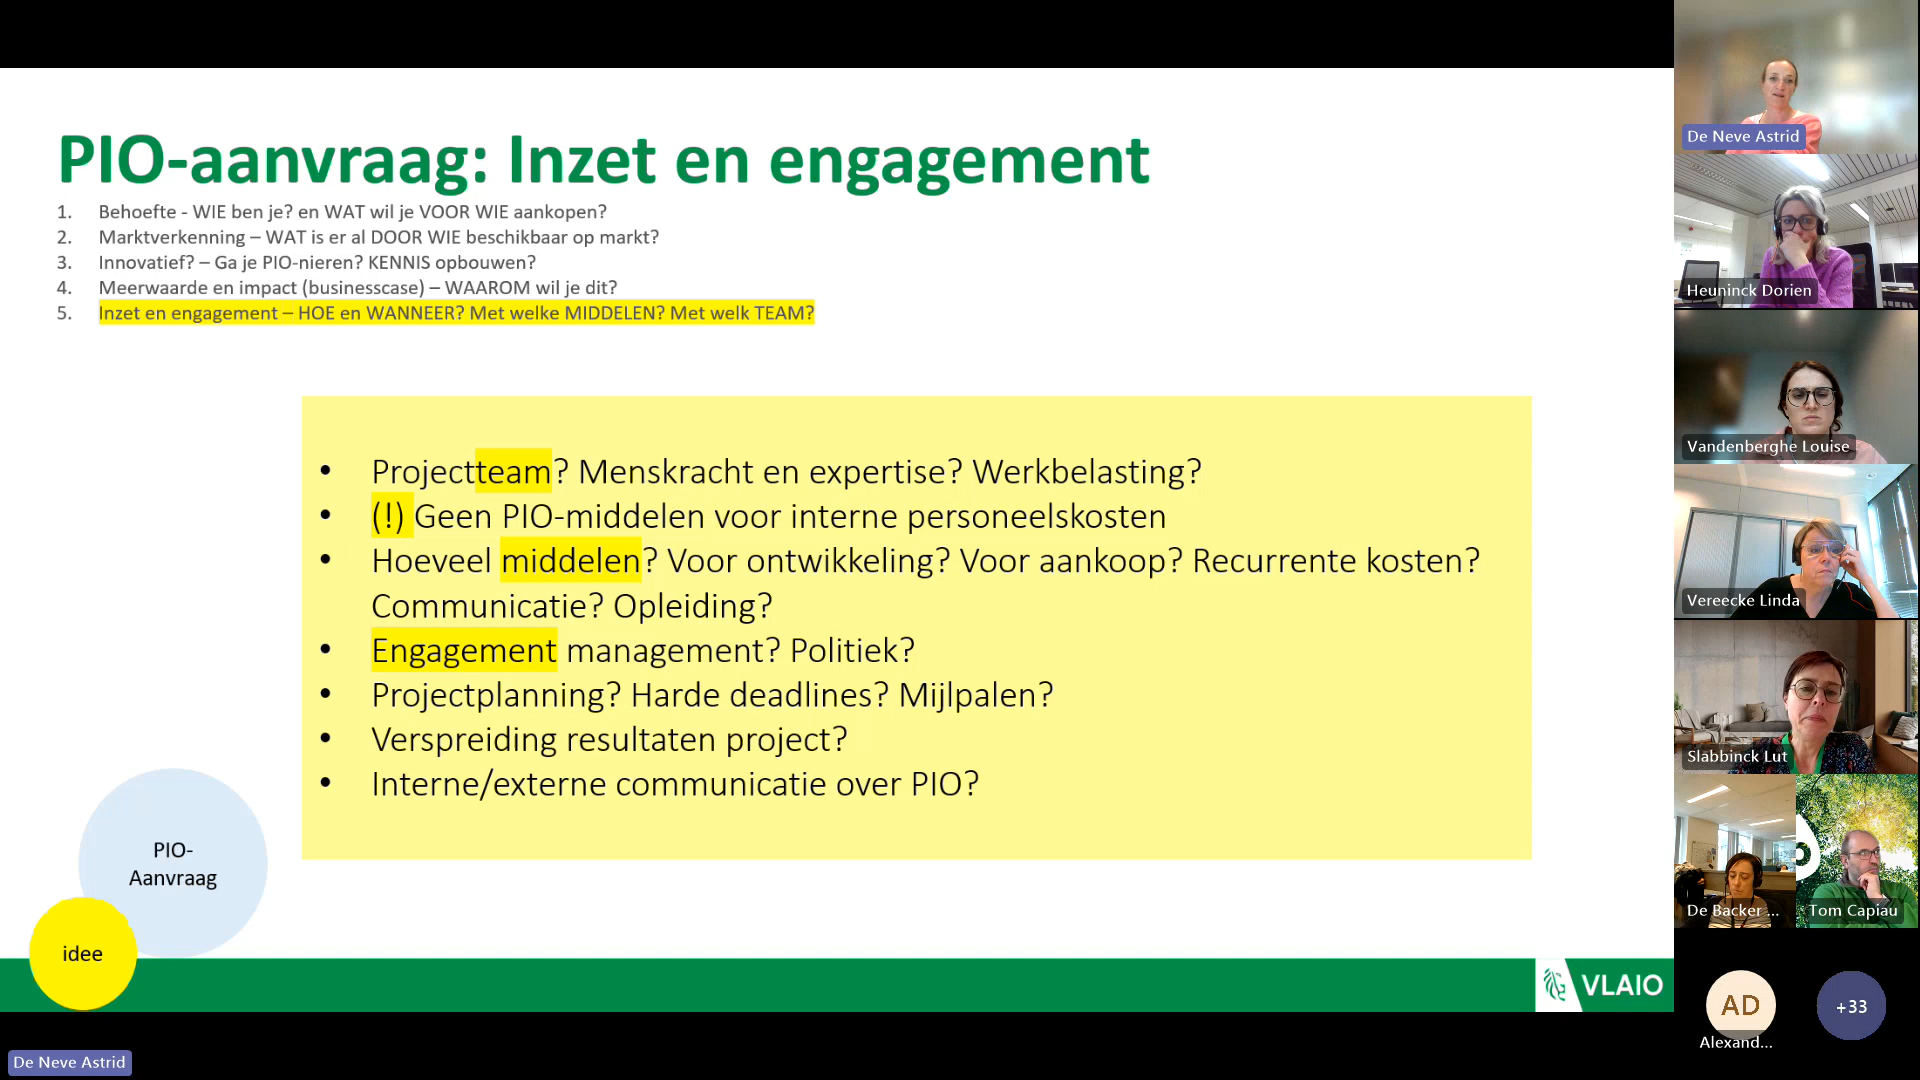 PIO-aanvraag: Inzet en engagement
1. Behoefte - WIE ben je? en WAT wil je VOOR WIE aankopen?
2. Marktverkenning – WAT is er al DOOR WIE beschikbaar op markt?
3. Innovatief? – Ga je PIO-nieren? KENNIS opbouwen?
4. Meerwaarde en impact (businesscase) – WAAROM wil je dit?
5. Inzet en engagement – HOE en WANNEER? Met welke MIDDELEN? Met welk TEAM?
• Projectteam? Menskracht en expertise? Werkbelasting?
• (!) Geen PIO-middelen voor interne personeelskosten
• Hoeveel middelen? Voor ontwikkeling? Voor aankoop? Recurrente kosten?
Communicatie? Opleiding?
• Engagement management? Politiek?
• Projectplanning? Harde deadlines? Mijlpalen?
• Verspreiding resultaten project?
• Interne/externe communicatie over PIO?
PIO-
Aanvraag
idee
VLAIO
De Neve Astrid
De Neve Astrid
Heuninck Dorien
Vandenberghe Louise
Vereecke Linda
Slabbinck Lut
De Backer ...
Tom Capiau
AD
Alexand...
+33